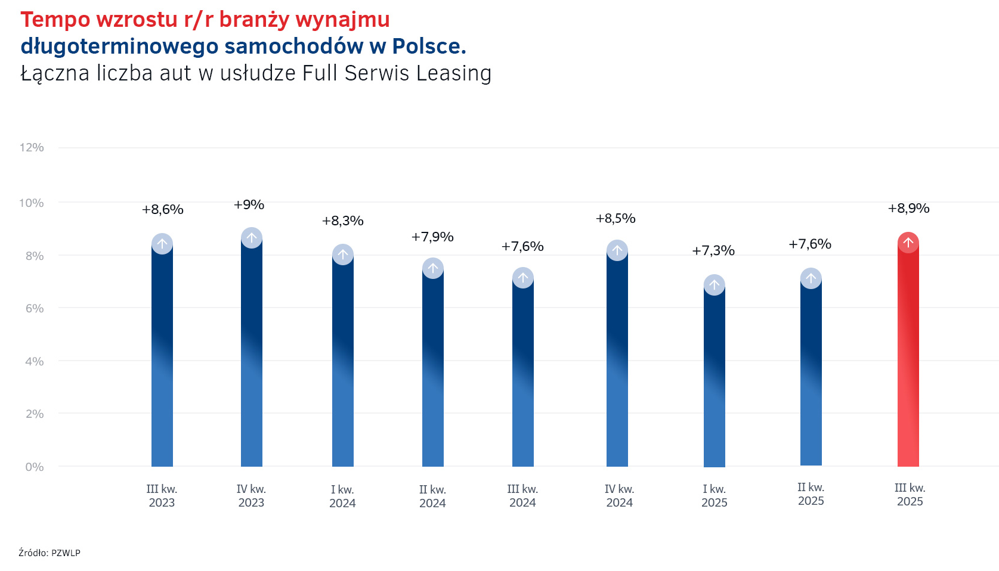 Tempo wzrostu r/r branży wynajmu
długoterminowego samochodów w Polsce.
Łączna liczba aut w usłudze Full Serwis Leasing
12%
10%
8%
6%
4%
2%
0%
+8,6%
+9%
+8,3%
+7,9%
+7,6%
+8,5%
+7,3%
+7,6%
+8,9%
III kw.
2023
IV kw.
2023
I kw.
2024
II kw.
2024
III kw.
2024
IV kw.
2024
I kw.
2025
II kw.
2025
III kw.
2025
Źródło: PZWLP